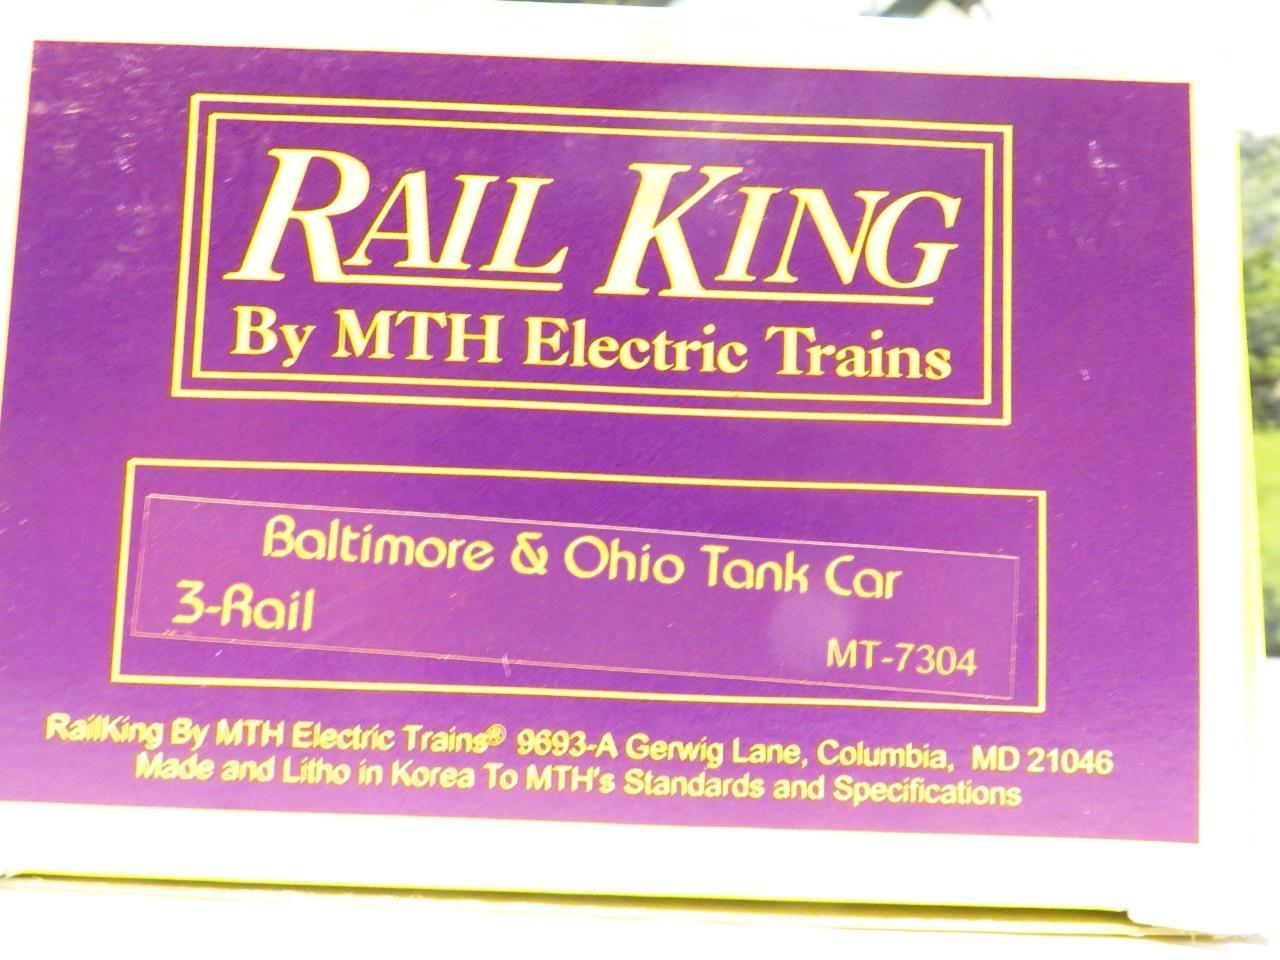 RAIL KING
By MTH Electric Trains
Baltimore & Ohio Tank Car
3-Rail
MT-7304
RailKing By MTH Electric Trains® 9693-A Gerwig Lane, Columbia, MD 21046
Made and Litho in Korea To MTH's Standards and Specifications